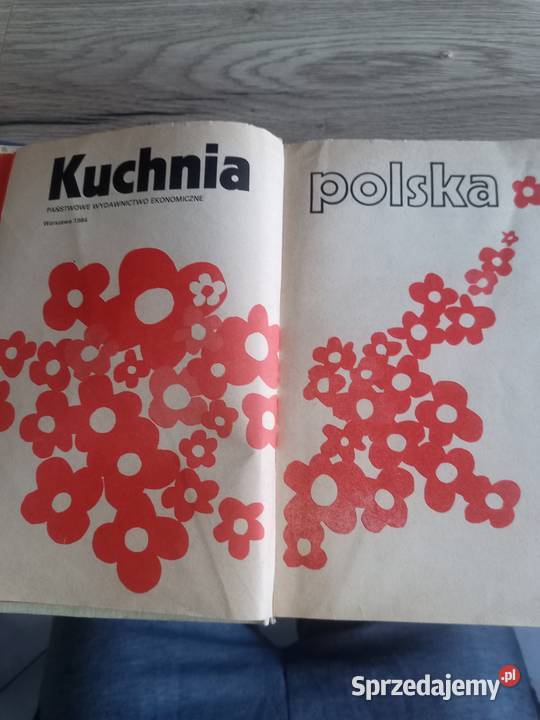 Kuchnia
PAŃSTWOWE WYDAWNICTWO EKONOMICZNE
Warszawa 1984
polska
Sprzedajemy.pl